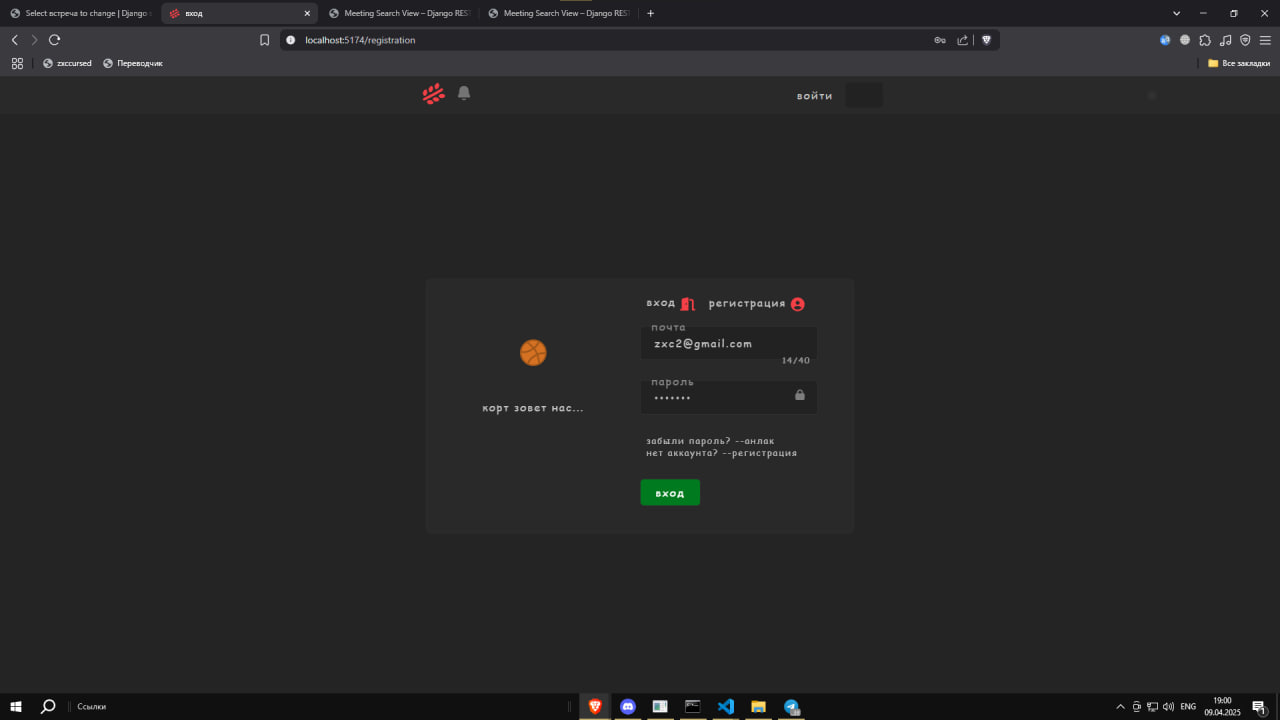 Select встреча to change | Django s
вход
Meeting Search View – Django RES
Meeting Search View – Django RES
localhost:5174/registration
zxccursed
Переводчик
Все закладки
войти
вход
регистрация
почта
zxc2@gmail.com
14/40
пароль
•••••••
корт зовет нас...
забыли пароль? --анлак
нет аккаунта? --регистрация
вход
Ссылки
ENG
19:00
09.04.2025